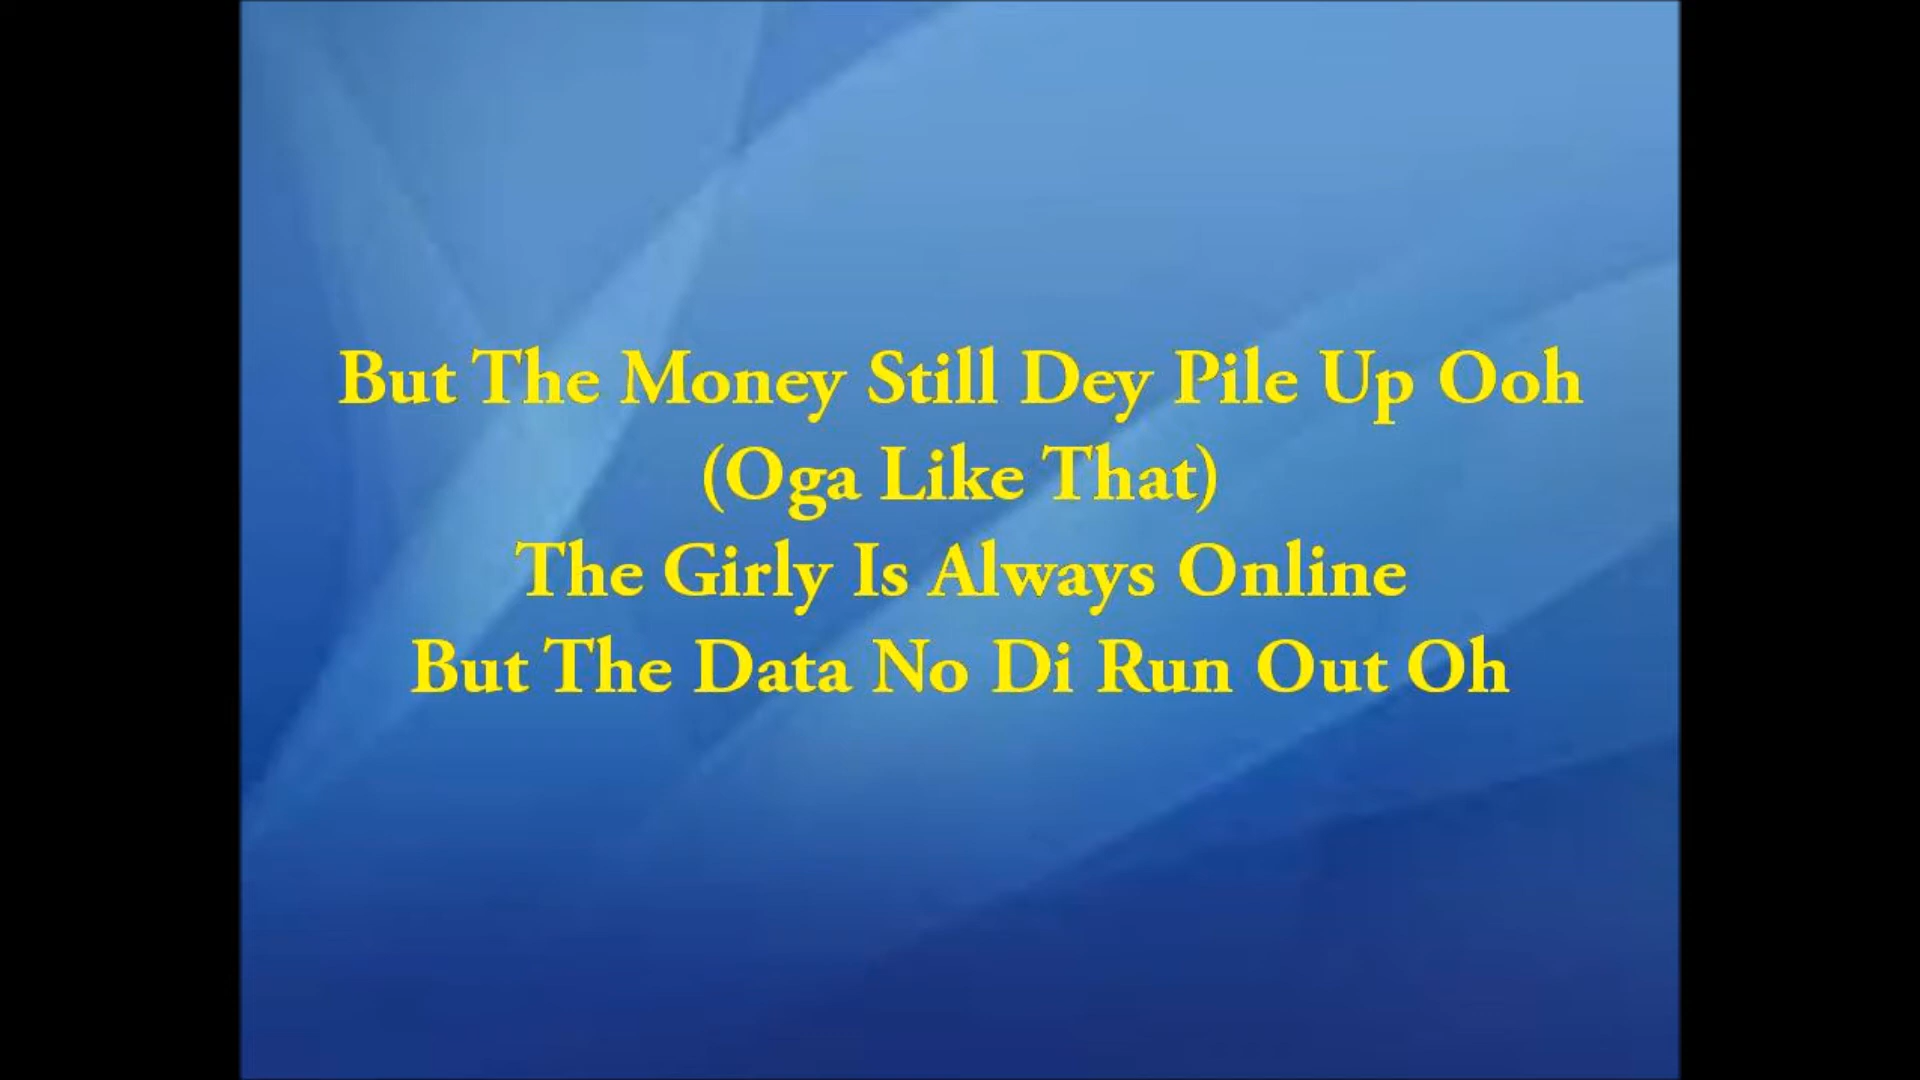 But The Money Still Dey Pile Up Ooh
(Oga Like That)
The Girly Is Always Online
But The Data No Di Run Out Oh